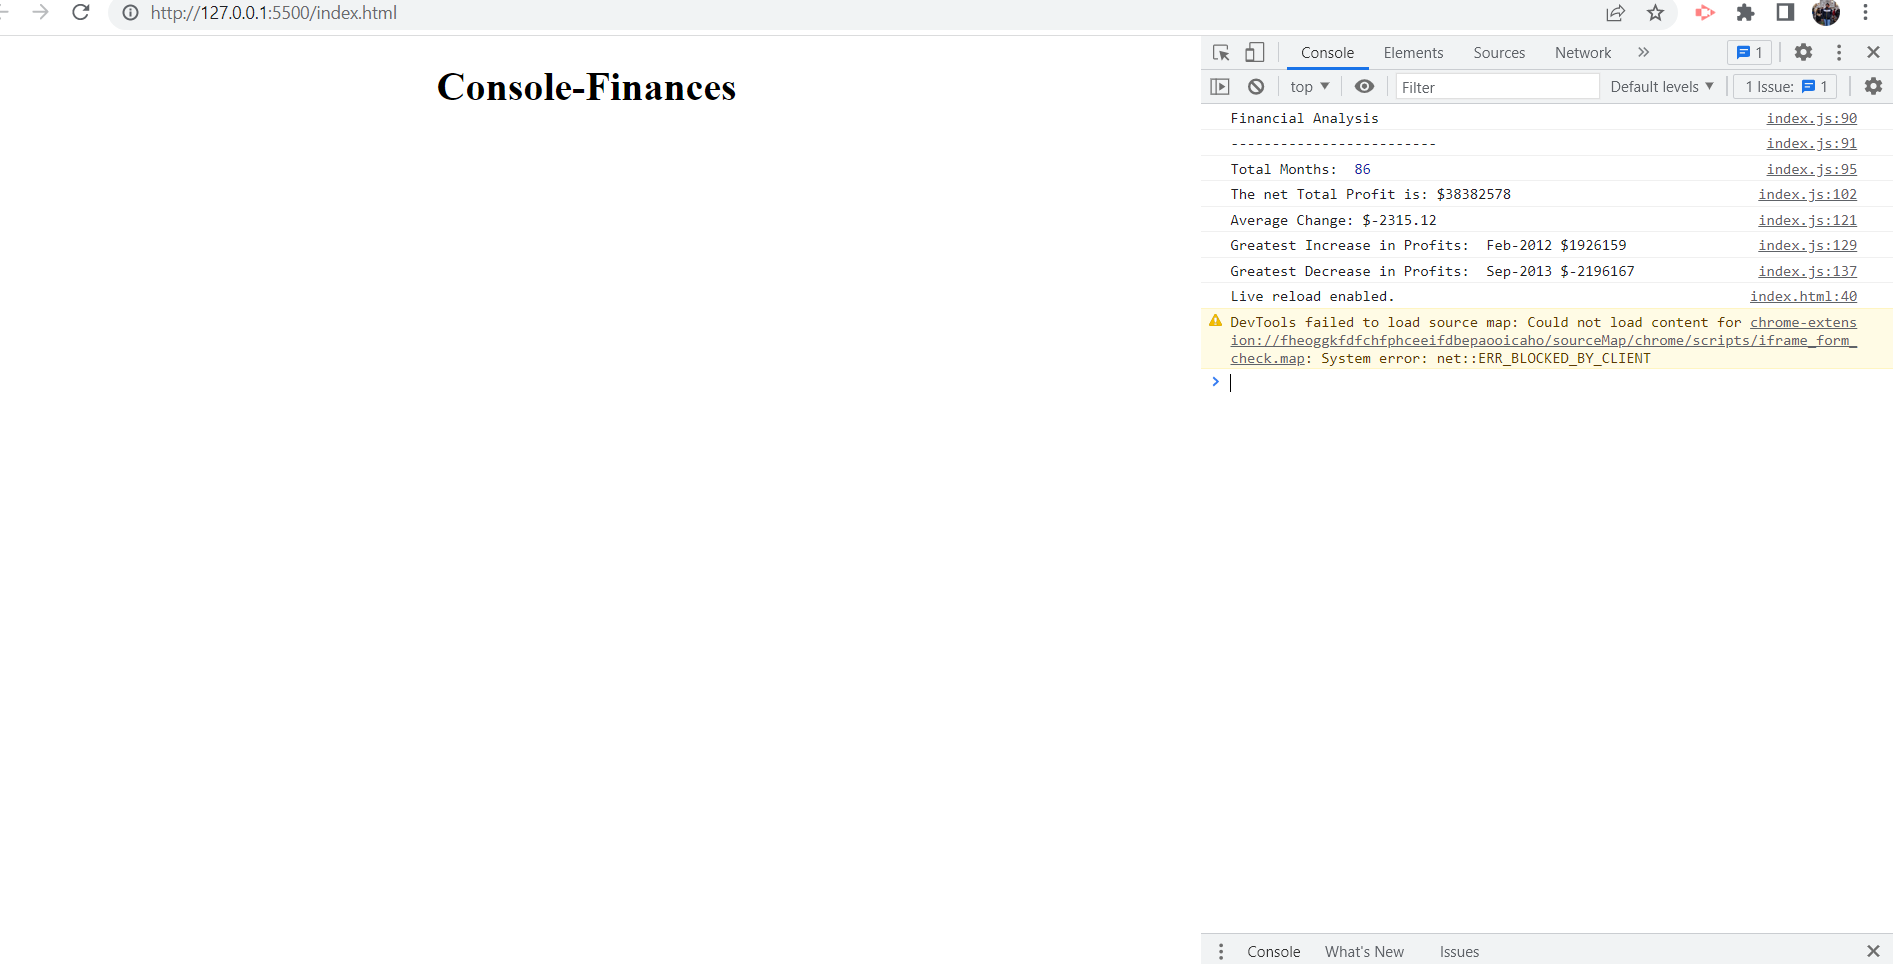 http://127.0.0.1:5500/index.html
Console-Finances
Console Elements Sources Network » 1
top ▼ Filter Default levels ▼ 1 Issue: 1
Financial Analysis index.js:90
------------------------- index.js:91
Total Months:  86 index.js:95
The net Total Profit is: $38382578 index.js:102
Average Change: $-2315.12 index.js:121
Greatest Increase in Profits:  Feb-2012 $1926159 index.js:129
Greatest Decrease in Profits:  Sep-2013 $-2196167 index.js:137
Live reload enabled. index.html:40
DevTools failed to load source map: Could not load content for chrome-extens
ion://fheoggkfdfchfphceeifdbepaooicaho/sourceMap/chrome/scripts/iframe_form_
check.map: System error: net::ERR_BLOCKED_BY_CLIENT
>
Console What's New Issues